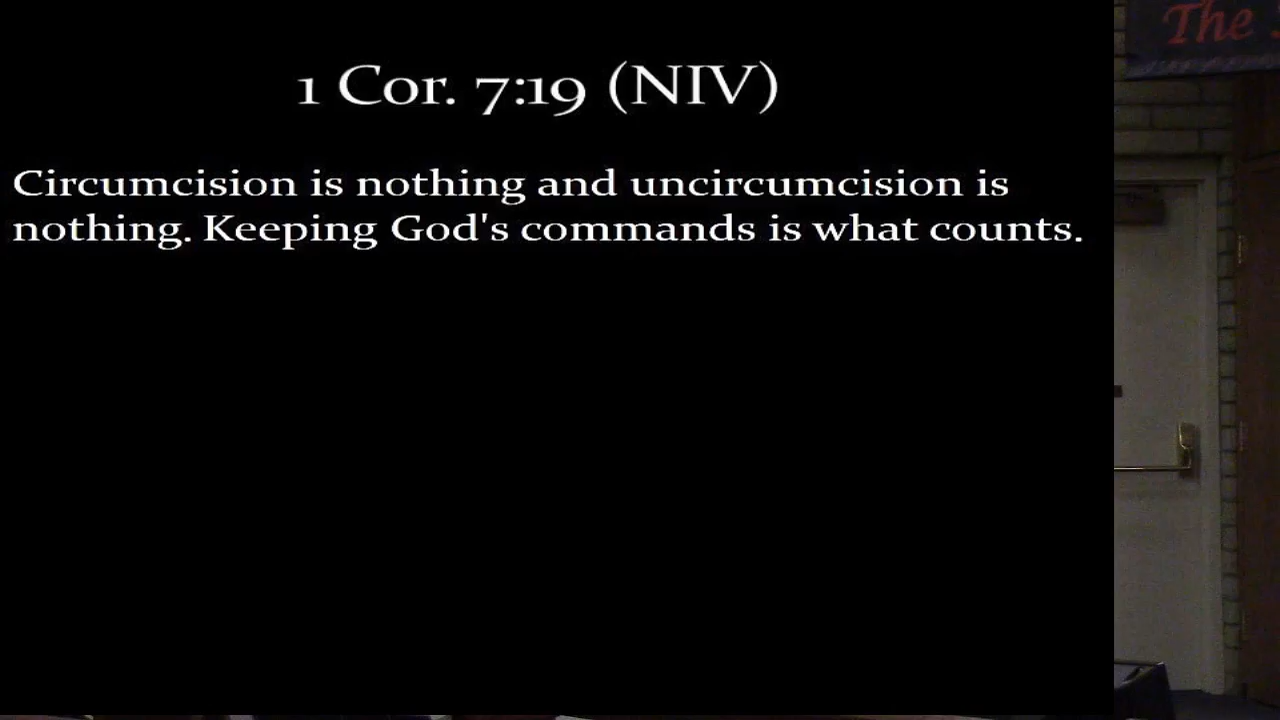 The
1 Cor. 7:19 (NIV)
Circumcision is nothing and uncircumcision is
nothing. Keeping God's commands is what counts.